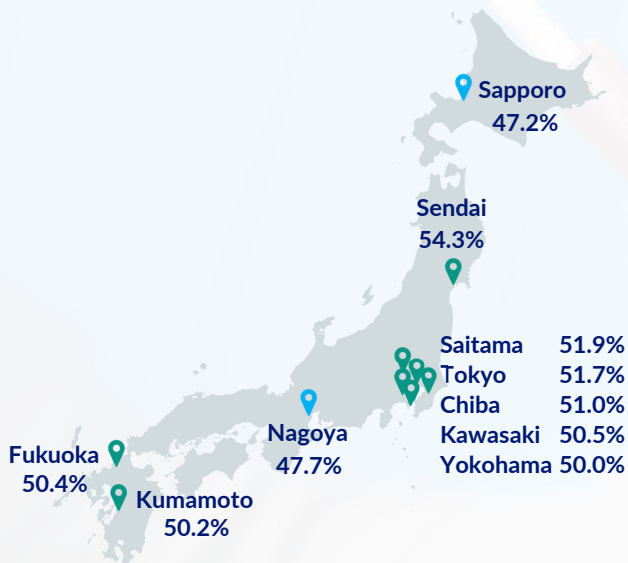 Sapporo
47.2%
Sendai
54.3%
Saitama 51.9%
Tokyo 51.7%
Chiba 51.0%
Kawasaki 50.5%
Yokohama 50.0%
Nagoya
47.7%
Fukuoka
50.4%
Kumamoto
50.2%